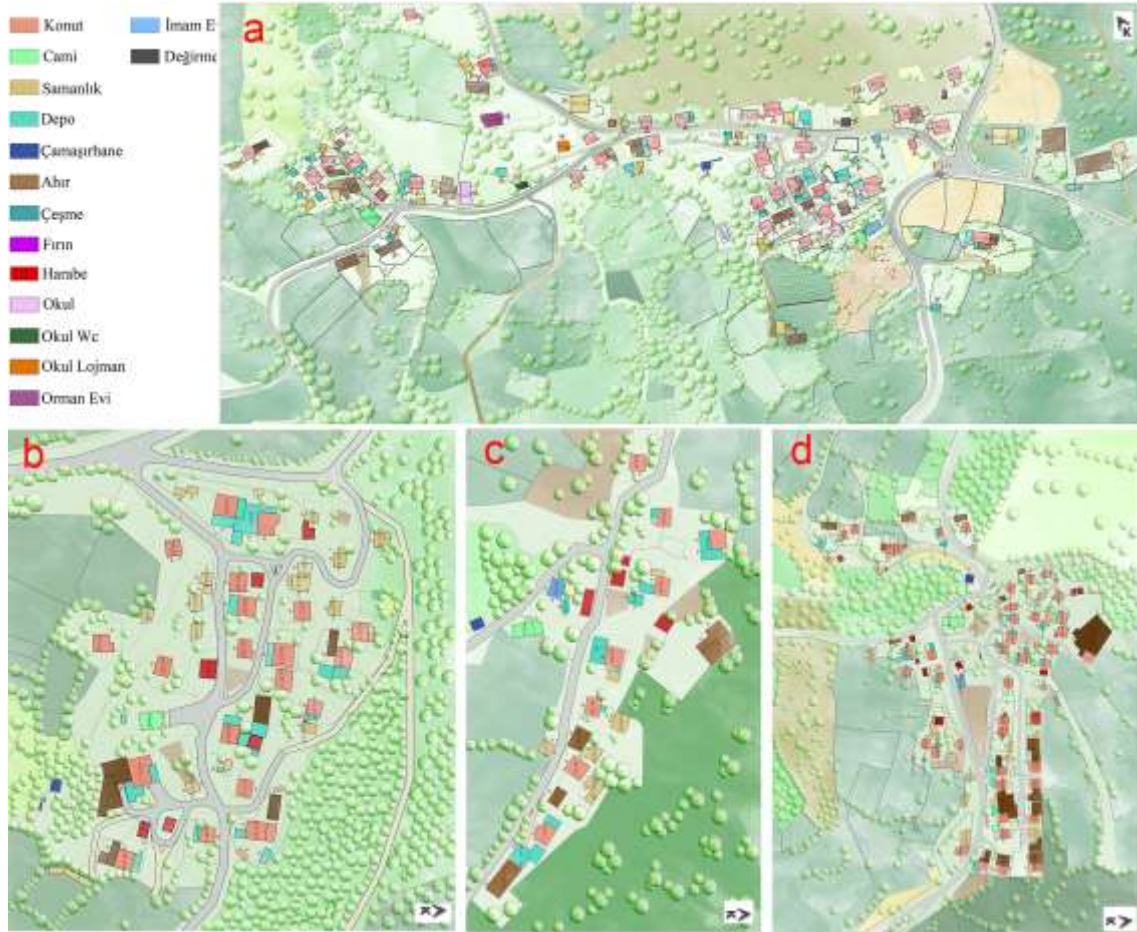 Konut
Cami
Samanlık
Depo
Çamaşırhane
Ahır
Çeşme
Fırın
Harabe
Okul
Okul Wc
Okul Lojman
Orman Evi
İmam E
Değirme
a
K
b
c
d